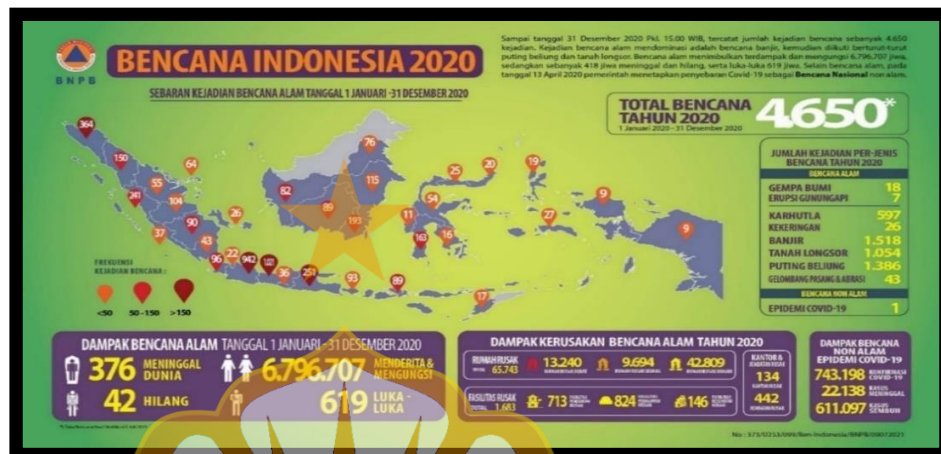 BNPB
BENCANA INDONESIA 2020
Sampai tanggal 31 Desember 2020 Pkl. 15.00 WIB, tercatat jumlah kejadian bencana sebanyak 4.650
kejadian. Kejadian bencana alam mendominasi adalah bencana banjir, kemudian diikuti berturut-turut
puting beliung dan tanah longsor. Bencana alam menimbulkan terdampak dan mengungsi 6.796.707 jiwa,
sedangkan sebanyak 418 jiwa meninggal dan hilang, serta luka-luka 619 jiwa. Selain bencana alam, pada
tanggal 13 April 2020 pemerintah menetapkan penyebaran Covid-19 sebagai Bencana Nasional non alam.
SEBARAN KEJADIAN BENCANA ALAM TANGGAL 1 JANUARI -31 DESEMBER 2020
TOTAL BENCANA
TAHUN 2020
1 Januari 2020 - 31 Desember 2020
4.650*
364
150
64
55
241
104
37
90
26
43
96
22
942
36
251
93
89
17
76
115
82
89
193
11
54
163
16
25
20
19
27
9
9
FREKUENSI
KEJADIAN BENCANA :
<50 50 -150 >150
JUMLAH KEJADIAN PER-JENIS
BENCANA TAHUN 2020
BENCANA ALAM
GEMPA BUMI 18
ERUPSI GUNUNGAPI 7
KARHUTLA 597
KEKERINGAN 26
BANJIR 1.518
TANAH LONGSOR 1.054
PUTING BELIUNG 1.386
GELOMBANG PASANG & ABRASI 43
BENCANA NON ALAM
EPIDEMI COVID-19 1
DAMPAK BENCANA ALAM TANGGAL 1 JANUARI - 31 DESEMBER 2020
376 MENINGGAL DUNIA
6.796.707 MENDERITA & MENGUNGSI
42 HILANG
619 LUKA - LUKA
DAMPAK KERUSAKAN BENCANA ALAM TAHUN 2020
RUMAH RUSAK
TOTAL 65.743
13.240
9.694
42.809
FASILITAS RUSAK
TOTAL 1.683
713
824
146
KANTOR &
JEMBATAN RUSAK
134
442
DAMPAK BENCANA
NON ALAM
EPIDEMI COVID-19
743.198 KONFIRMASI COVID-19
22.138 KASUS MENINGGAL
611.097 KASUS SEMBUH